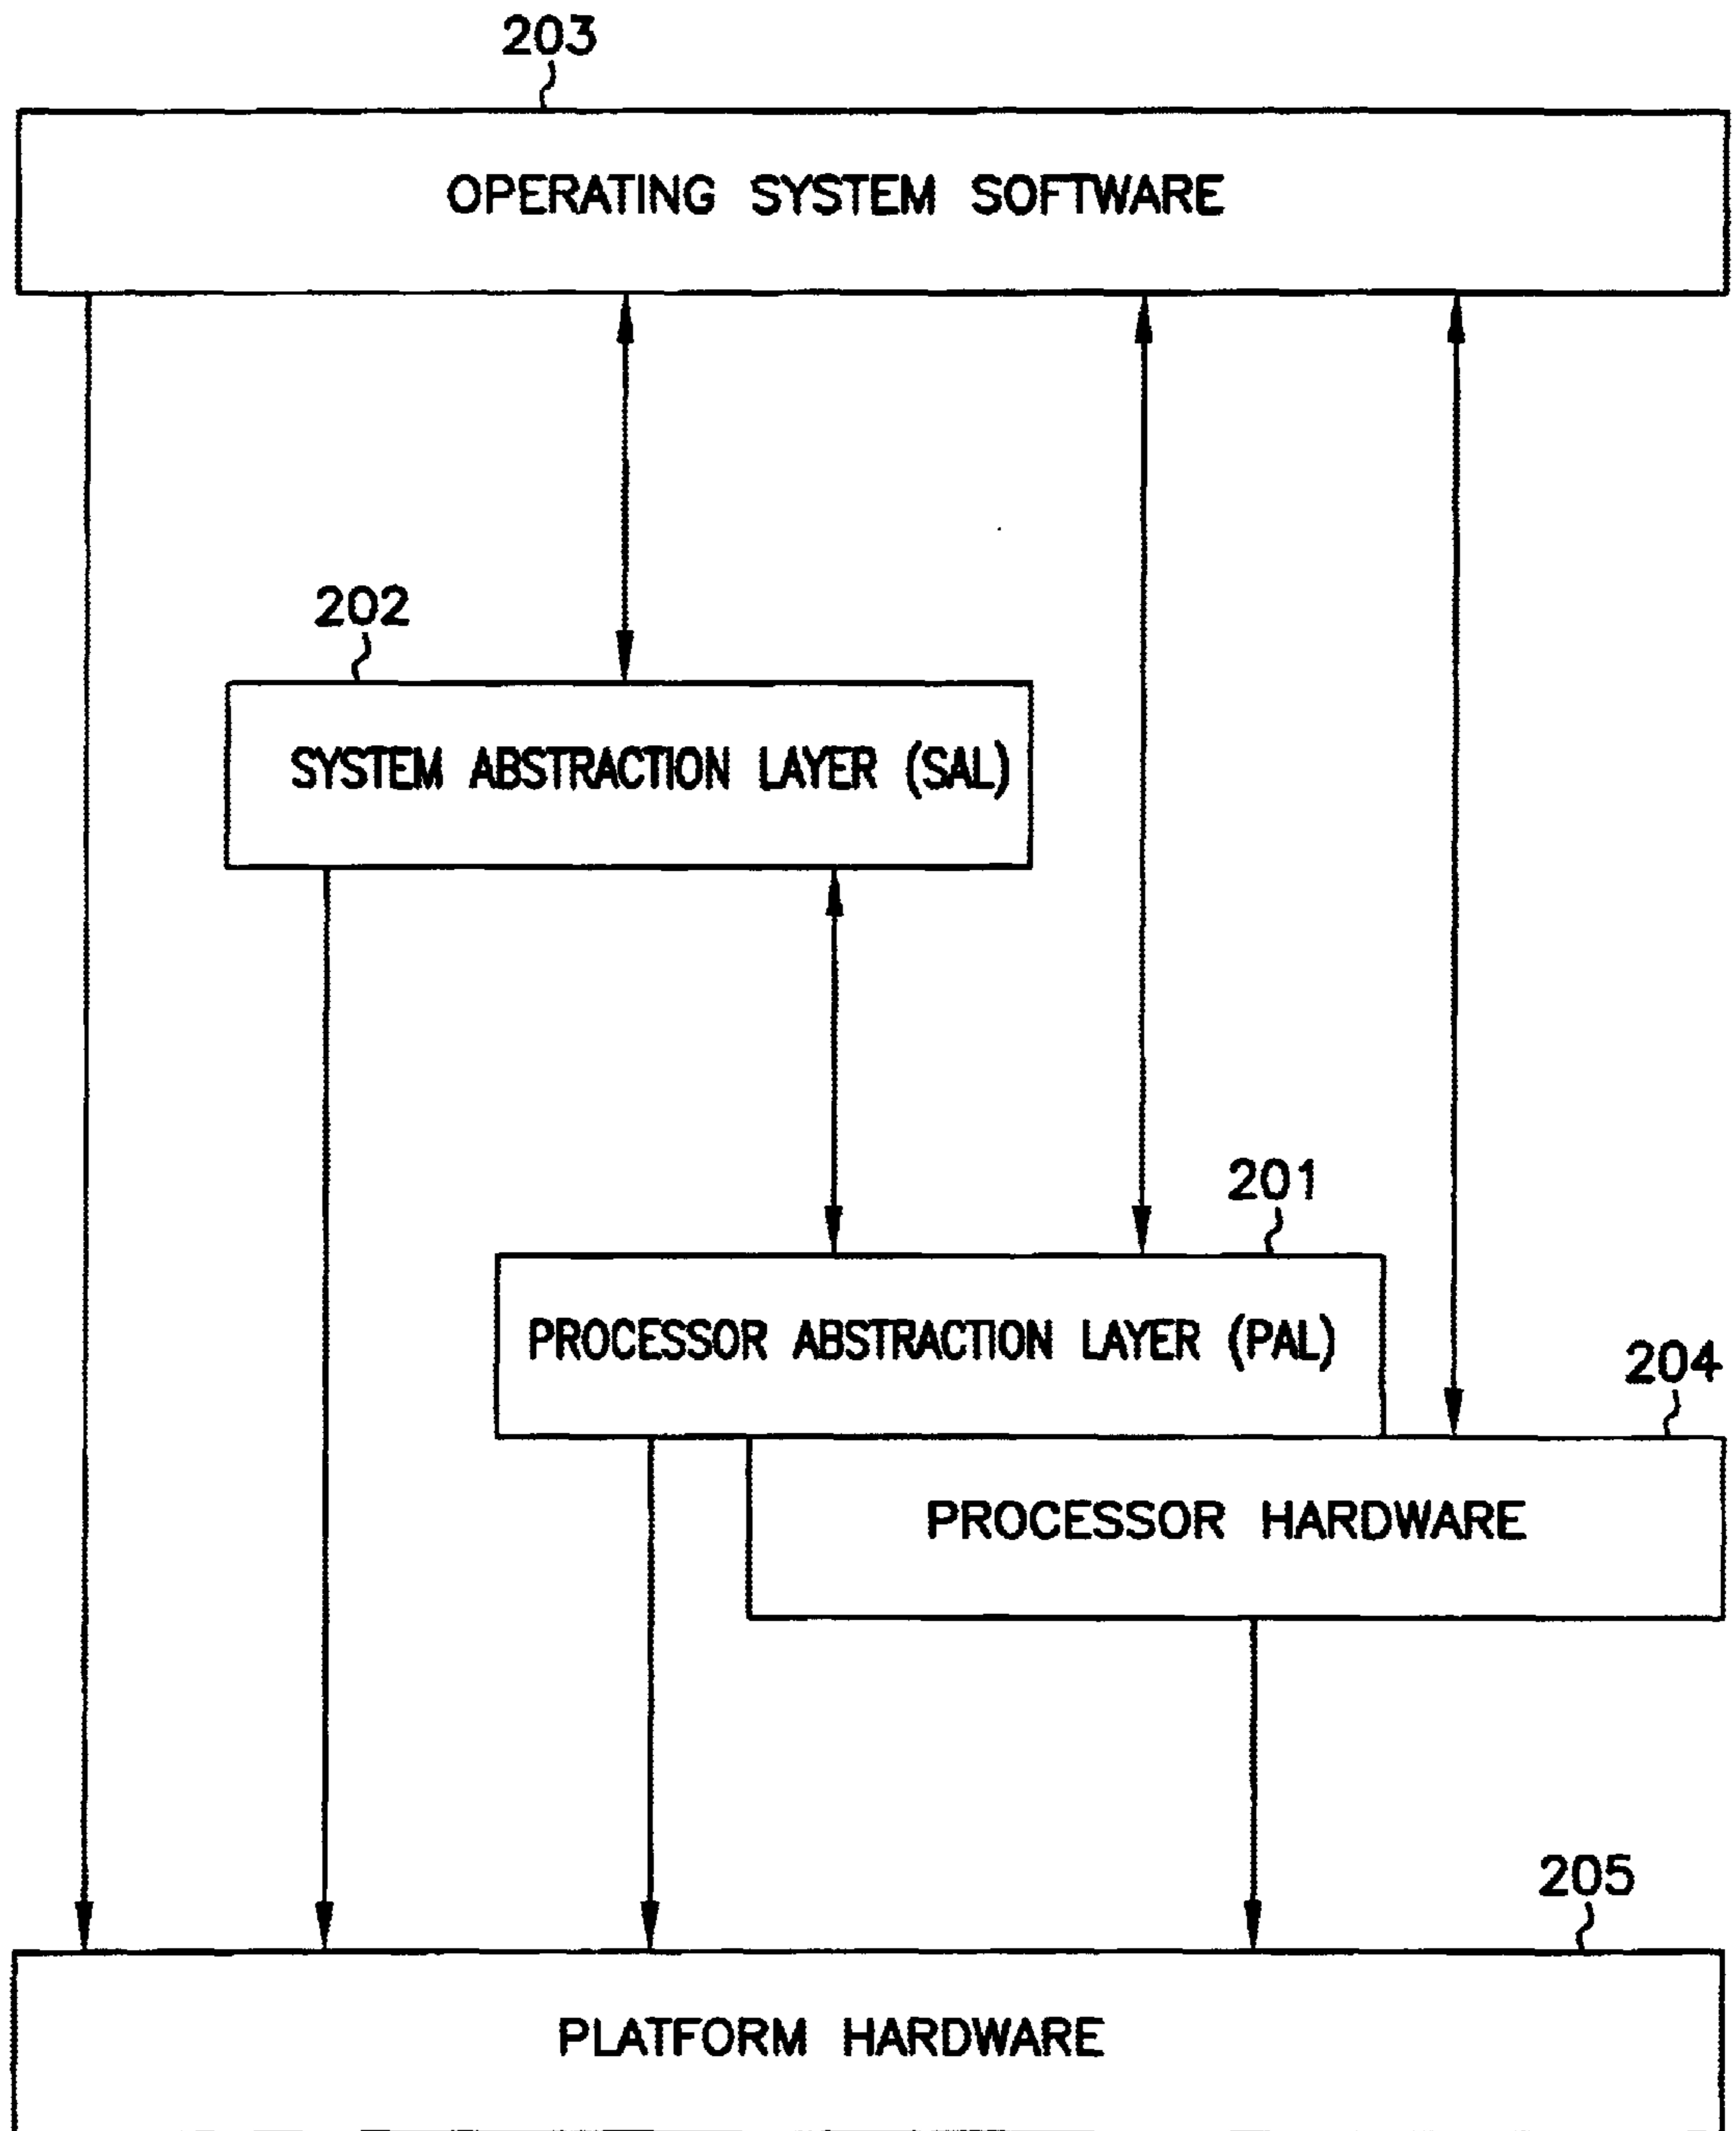 203
OPERATING SYSTEM SOFTWARE
202
SYSTEM ABSTRACTION LAYER (SAL)
201
PROCESSOR ABSTRACTION LAYER (PAL)
204
PROCESSOR HARDWARE
205
PLATFORM HARDWARE